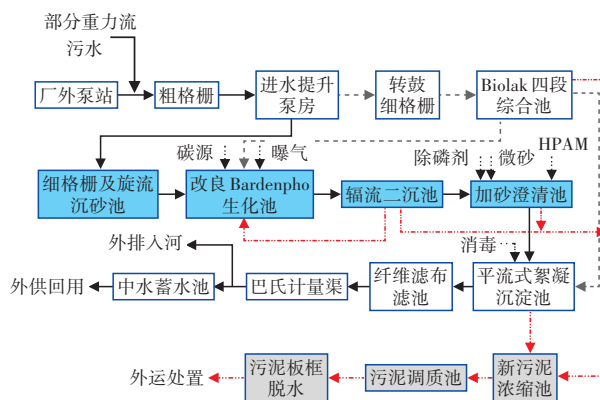 部分重力流
污水
厂外泵站
粗格栅
进水提升
泵房
转鼓
细格栅
Biolak 四段
综合池
碳源
曝气
除磷剂
微砂
HPAM
细格栅及旋流
沉砂池
改良 Bardenpho
生化池
辐流二沉池
加砂澄清池
外排入河
消毒
外供回用
中水蓄水池
巴氏计量渠
纤维滤布
滤池
平流式絮凝
沉淀池
外运处置
污泥板框
脱水
污泥调质池
新污泥
浓缩池